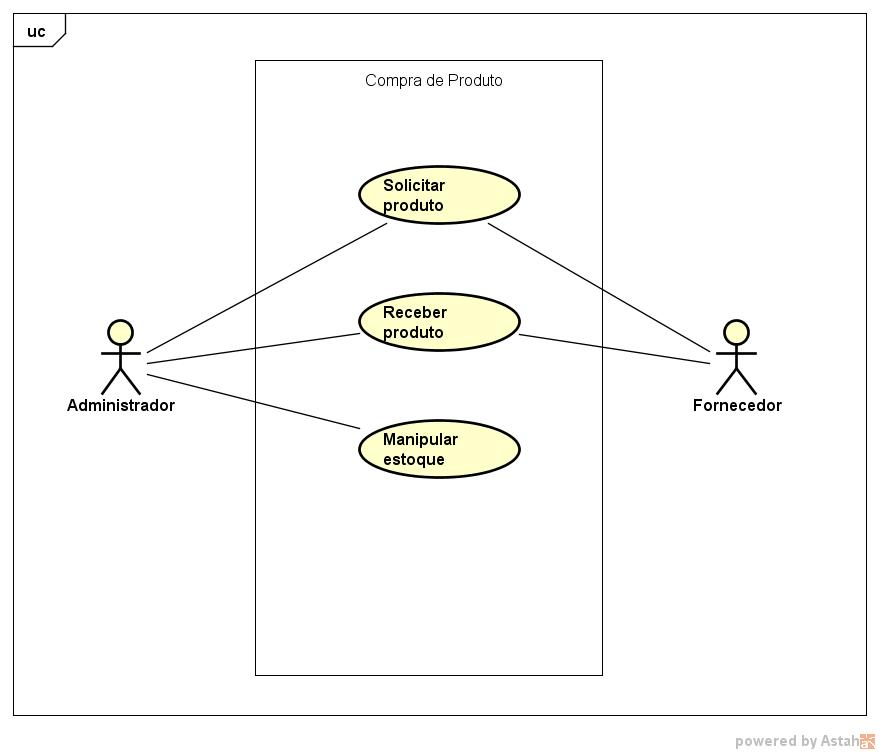 uc
Compra de Produto
Solicitar
produto
Receber
produto
Administrador
Fornecedor
Manipular
estoque
powered by Astah